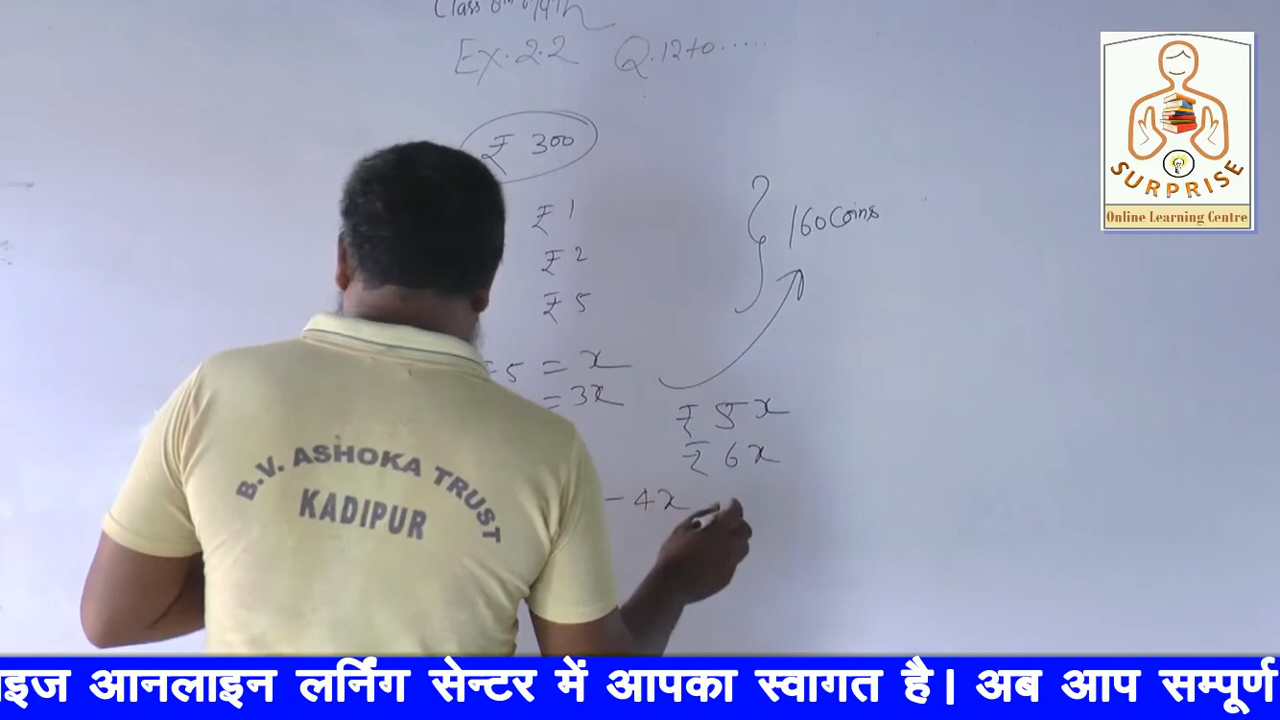 Class 8th Math
Ex. 2.2 Q. 12 to .....
₹ 300
₹ 1
₹ 2
₹ 5
160 Coins
5 = x
= 3x
₹ 5x
₹ 6x
- 4x
B.V. ASHOKA TRUST
KADIPUR
SURPRISE
Online Learning Centre
आनलाइन लर्निंग सेन्टर में आपका स्वागत है। अब आप सम्पूर्ण